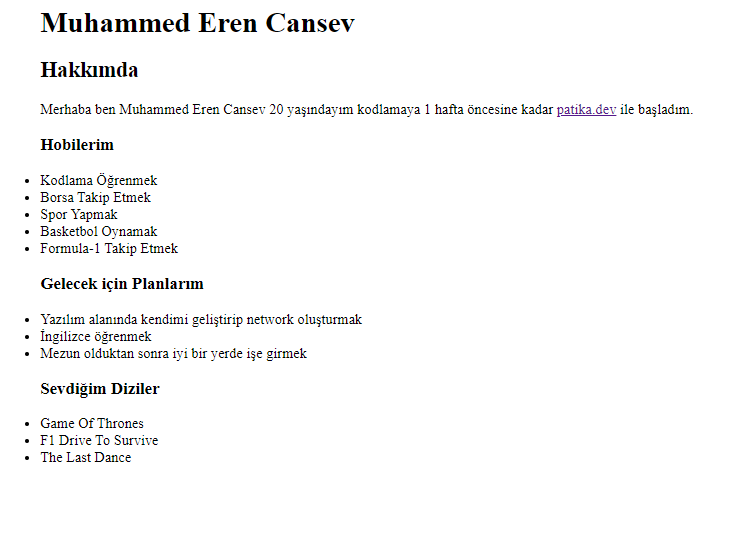 Muhammed Eren Cansev
Hakkımda
Merhaba ben Muhammed Eren Cansev 20 yaşındayım kodlamaya 1 hafta öncesine kadar patika.dev ile başladım.
Hobilerim
Kodlama Öğrenmek
Borsa Takip Etmek
Spor Yapmak
Basketbol Oynamak
Formula-1 Takip Etmek
Gelecek için Planlarım
Yazılım alanında kendimi geliştirip network oluşturmak
İngilizce öğrenmek
Mezun olduktan sonra iyi bir yerde işe girmek
Sevdiğim Diziler
Game Of Thrones
F1 Drive To Survive
The Last Dance